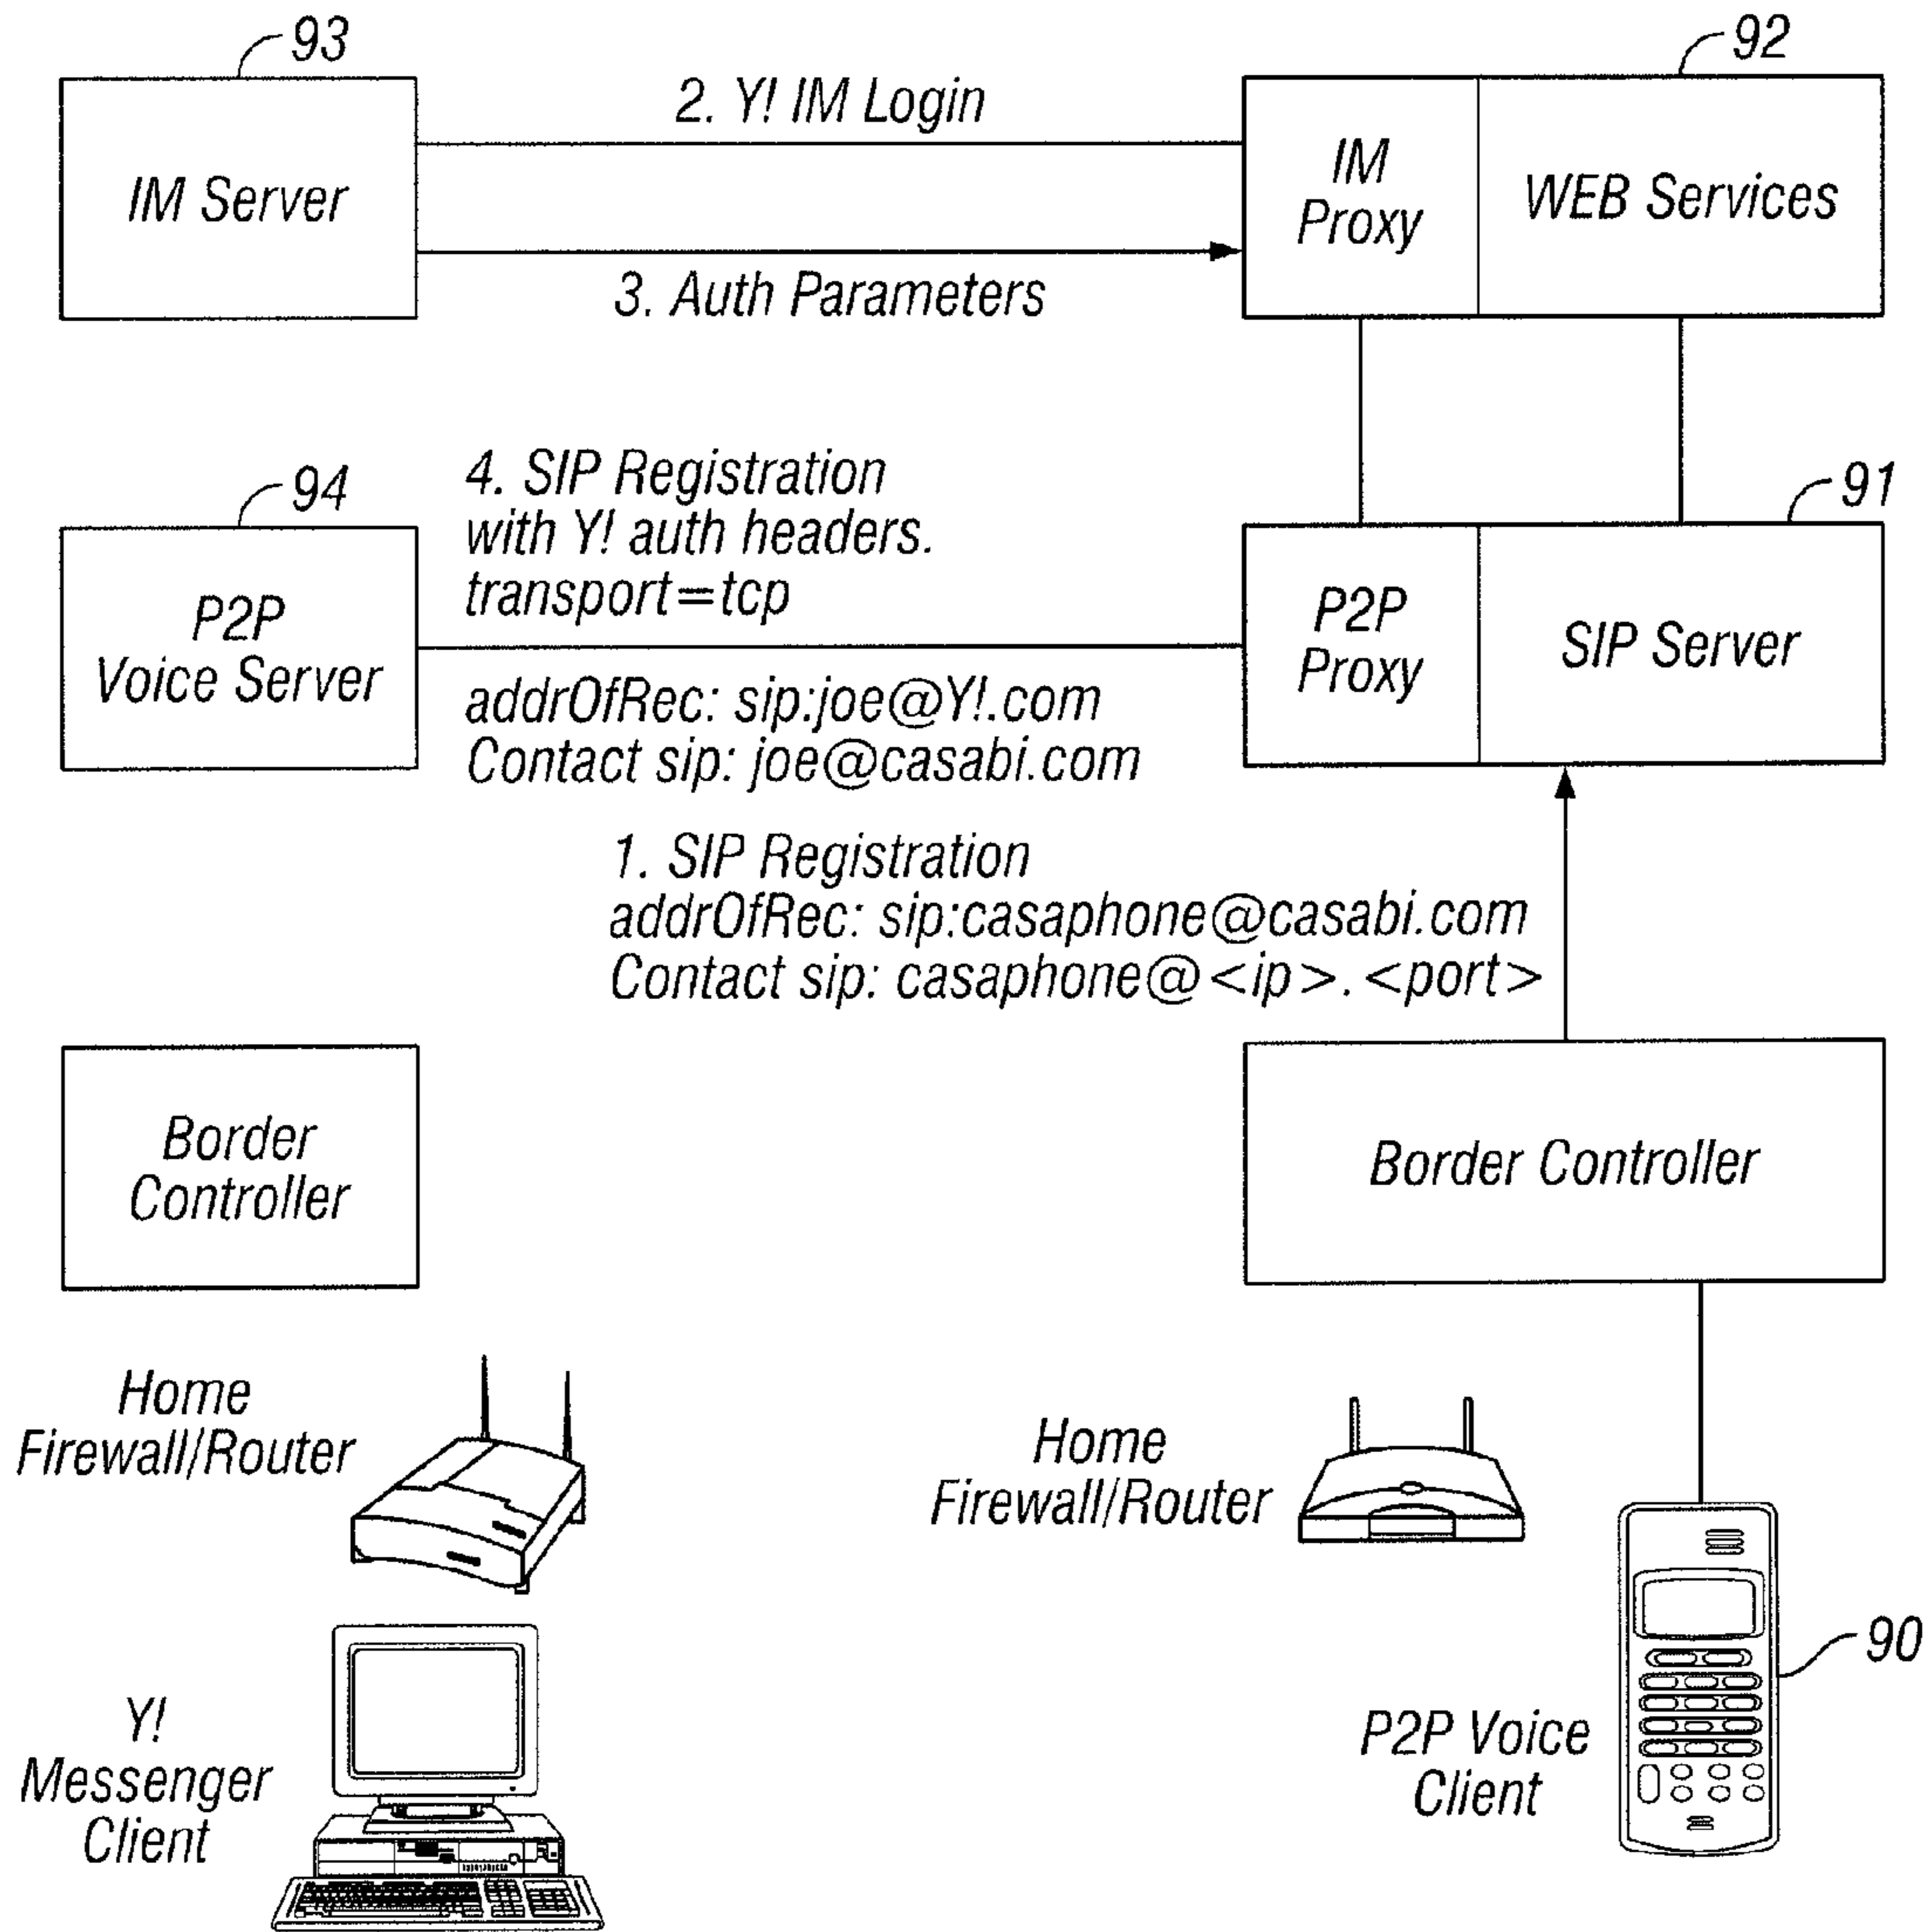 93
92
2. Y! IM Login
IM Server
IM
Proxy
WEB Services
3. Auth Parameters
94
4. SIP Registration
with Y! auth headers.
transport=tcp
91
P2P
Voice Server
P2P
Proxy
SIP Server
addrOfRec: sip:joe@Y!.com
Contact sip: joe@casabi.com
1. SIP Registration
addrOfRec: sip:casaphone@casabi.com
Contact sip: casaphone@<ip>.<port>
Border
Controller
Border Controller
Home
Firewall/Router
Home
Firewall/Router
90
Y!
Messenger
Client
P2P Voice
Client